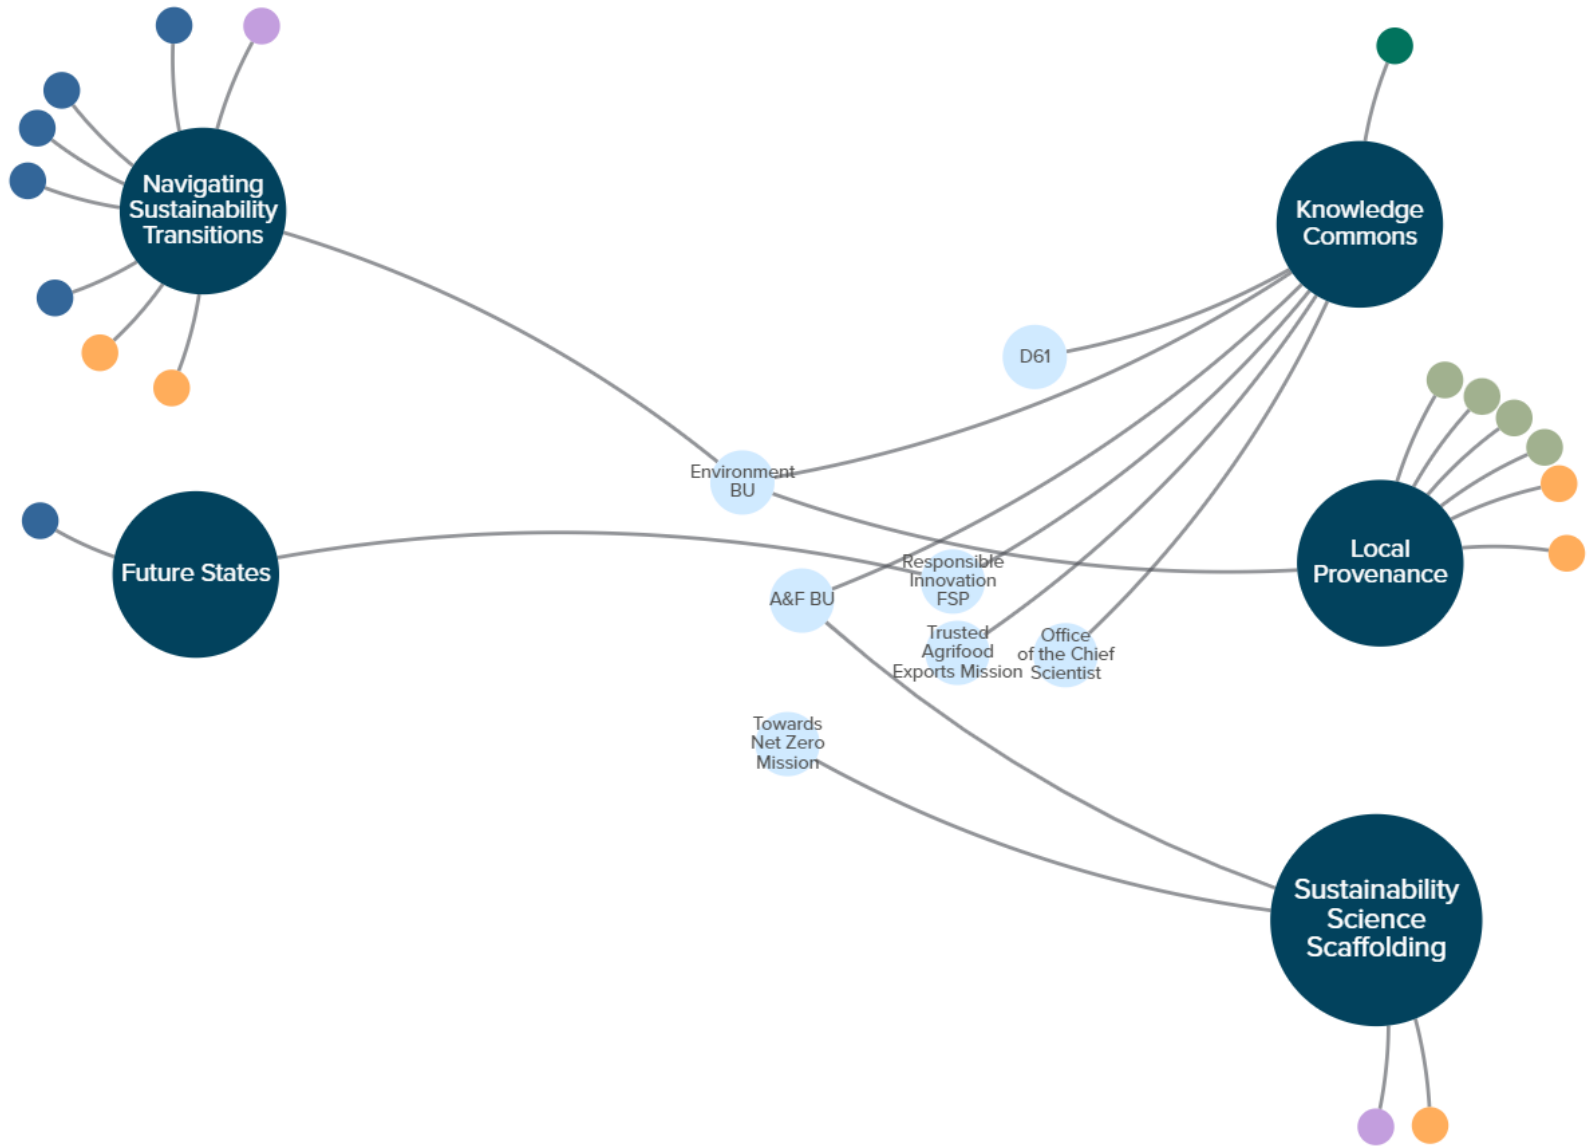 Navigating
Sustainability
Transitions
Knowledge
Commons
D61
Environment
BU
Local
Provenance
Future States
Responsible
Innovation
FSP
A&F BU
Trusted
Agrifood
Exports Mission
Office
of the Chief
Scientist
Towards
Net Zero
Mission
Sustainability
Science
Scaffolding